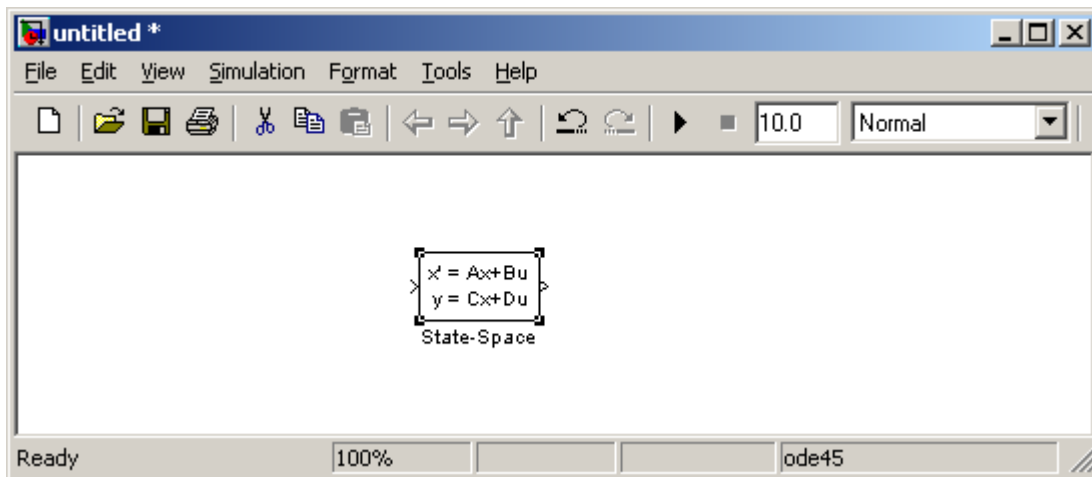 untitled *
File Edit View Simulation Format Tools Help
10.0 Normal
x' = Ax+Bu
y = Cx+Du
State-Space
Ready 100% ode45